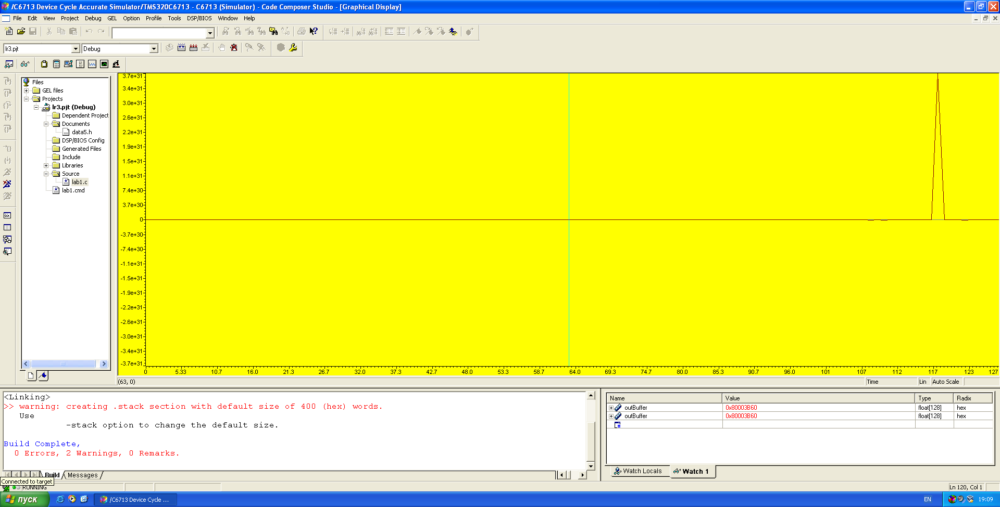 /C6713 Device Cycle Accurate Simulator/TMS320C6713 - C6713 (Simulator) - Code Composer Studio - [Graphical Display]
File Edit View Project Debug GEL Option Profile Tools DSP/BIOS Window Help
lr3.pjt Debug
Files
GEL files
Projects
lr3.pjt (Debug)
Dependent Project
Documents
data5.h
DSP/BIOS Config
Generated Files
Include
Libraries
Source
lab1.c
lab1.cmd
3.7e+31
3.4e+31
3.0e+31
2.6e+31
2.2e+31
1.9e+31
1.5e+31
1.1e+31
7.4e+30
3.7e+30
0
-3.7e+30
-7.4e+30
-1.1e+31
-1.5e+31
-1.9e+31
-2.2e+31
-2.6e+31
-3.0e+31
-3.4e+31
-3.7e+31
0 5.33 10.7 16.0 21.3 26.7 32.0 37.3 42.7 48.0 53.3 58.7 64.0 69.3 74.7 80.0 85.3 90.7 96.0 101 107 112 117 123 127
(63, 0) Time Lin Auto Scale
<Linking>
>> warning: creating .stack section with default size of 400 (hex) words.
Use
-stack option to change the default size.
Build Complete,
0 Errors, 2 Warnings, 0 Remarks.
Build Messages
Name Value Type Radix
outBuffer 0x80003B60 float[128] hex
outBuffer 0x80003B60 float[128] hex
Watch Locals Watch 1
Connected to target
RUNNING
Ln 120, Col 1
пуск /C6713 Device Cycle ... EN 19:09